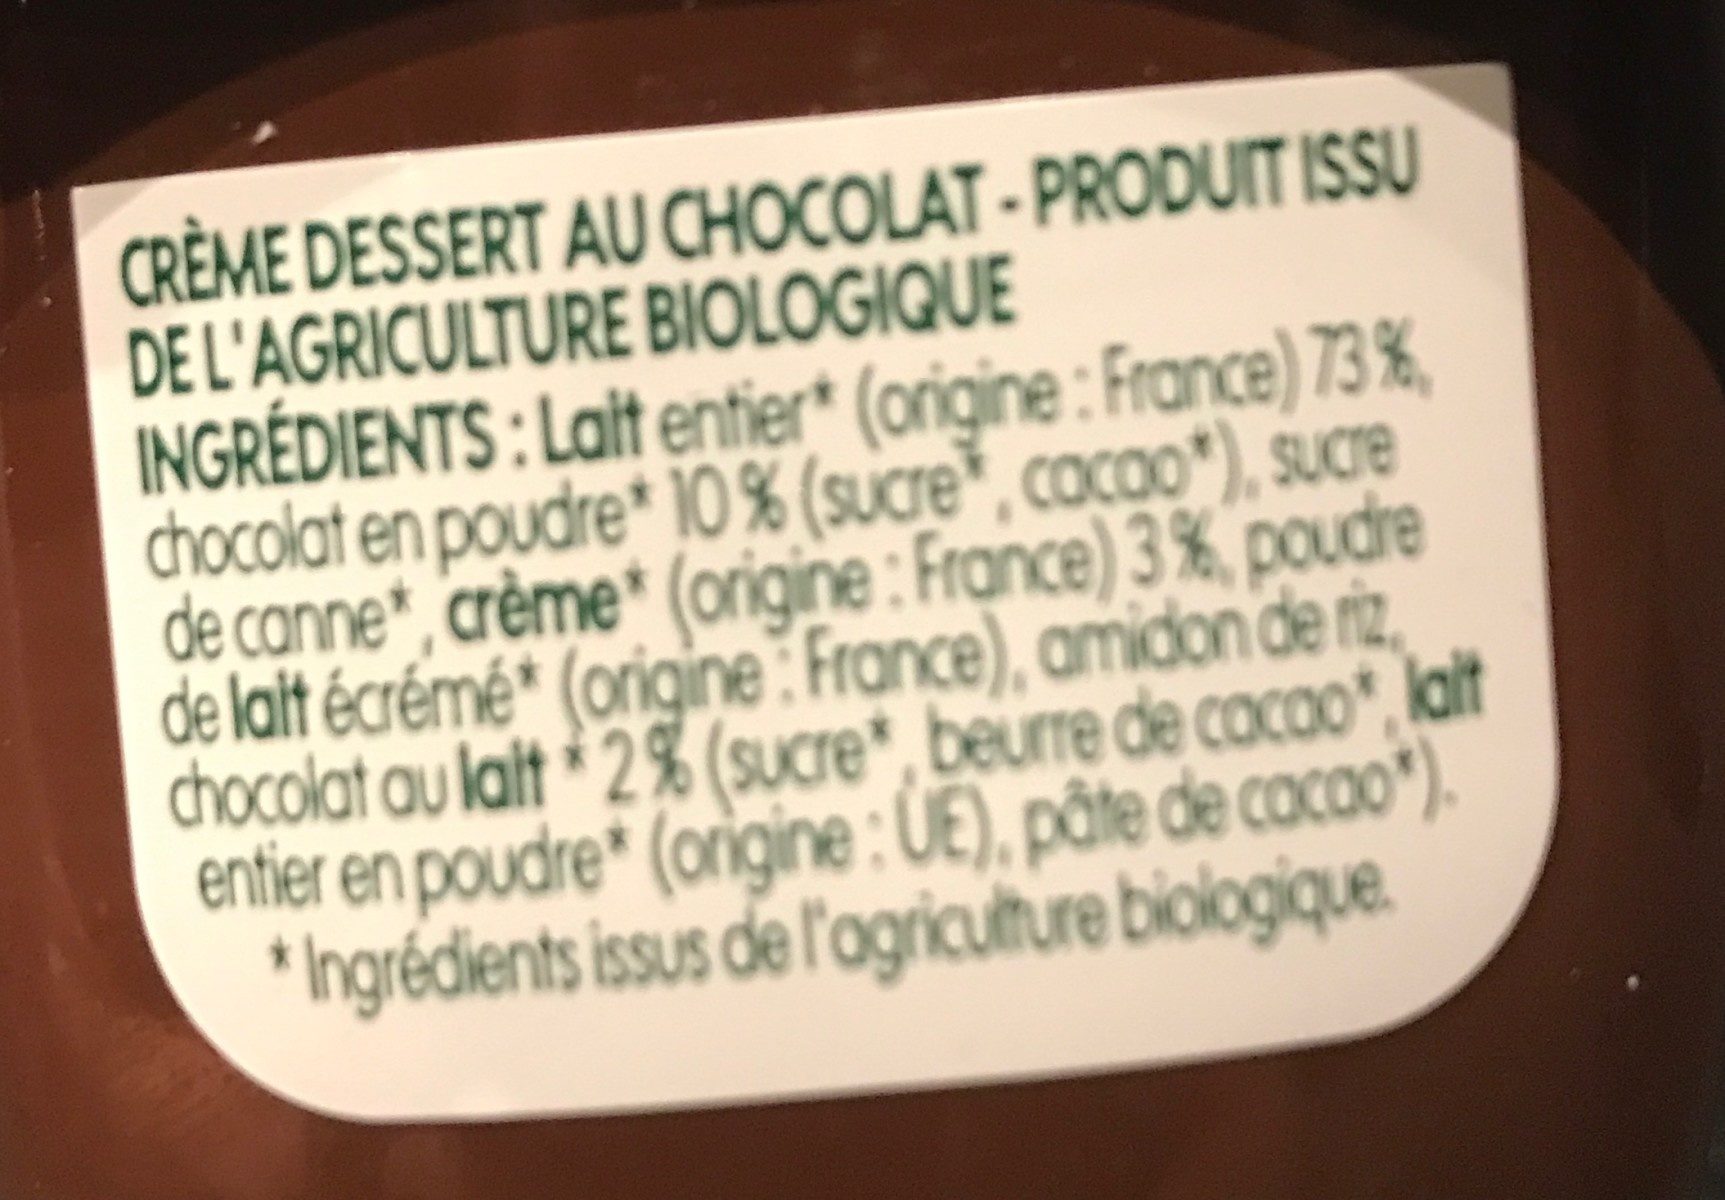 CRÈME DESSERT AU CHOCOLAT - PRODUIT ISSU
DE L'AGRICULTURE BIOLOGIQUE
INGRÉDIENTS : Lait entier* (origine : France) 73%,
chocolat en poudre* 10% (sucre*, cacao*), sucre
de canne*, crème* (origine : France) 3%, poudre
de lait écrémé* (origine : France), amidon de riz,
chocolat au lait * 2% (sucre*, beurre de cacao*, lait
entier en poudre* (origine : UE), pâte de cacao*).
* Ingrédients issus de l'agriculture biologique.